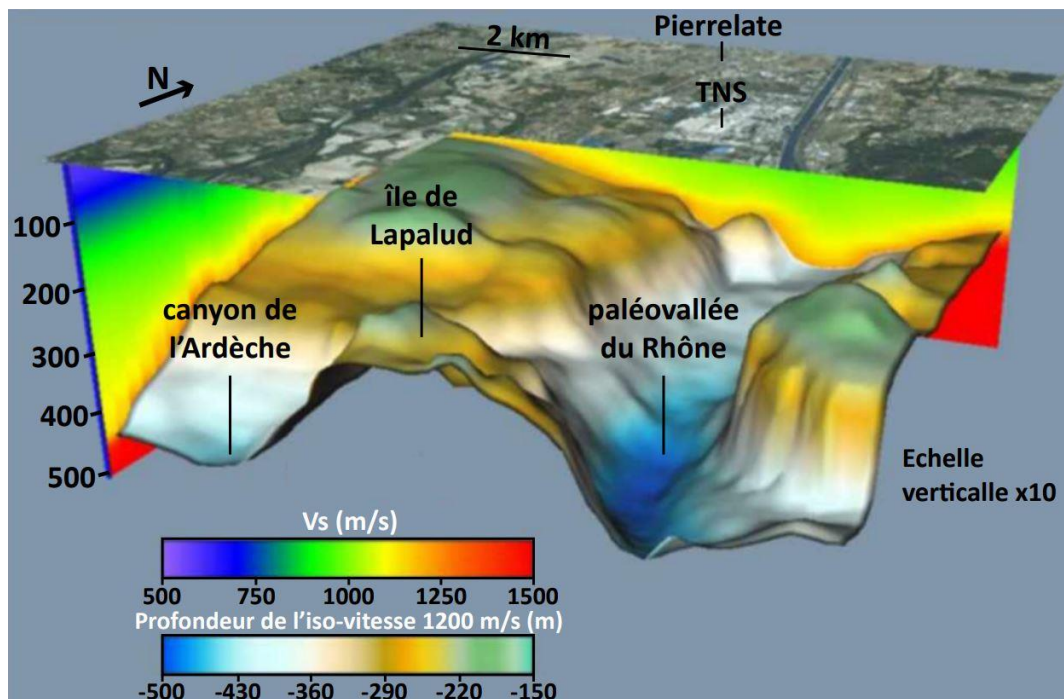 Pierrelate
2 km
N
TNS
île de
Lapalud
100
200
300
400
500
canyon de
l'Ardèche
paléovallée
du Rhône
Echelle
verticalle x10
Vs (m/s)
500 750 1000 1250 1500
Profondeur de l'iso-vitesse 1200 m/s (m)
-500 -430 -360 -290 -220 -150